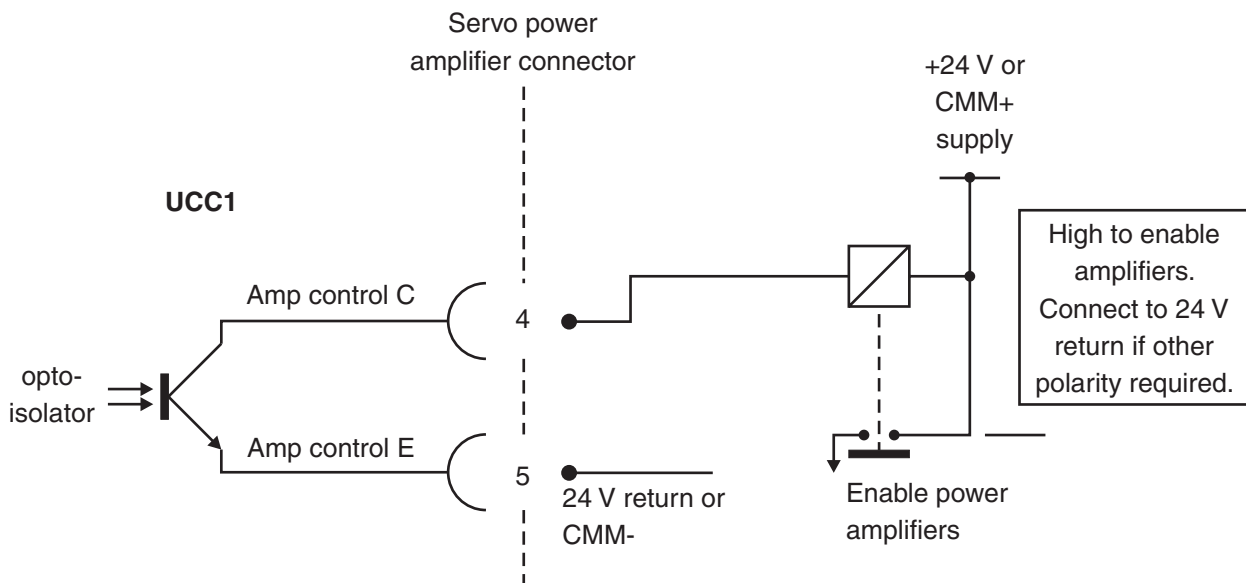 Servo power
amplifier connector
+24 V or
CMM+
supply
UCC1
High to enable
amplifiers.
Connect to 24 V
return if other
polarity required.
Amp control C
4
opto-
isolator
Amp control E
5
24 V return or
CMM-
Enable power
amplifiers